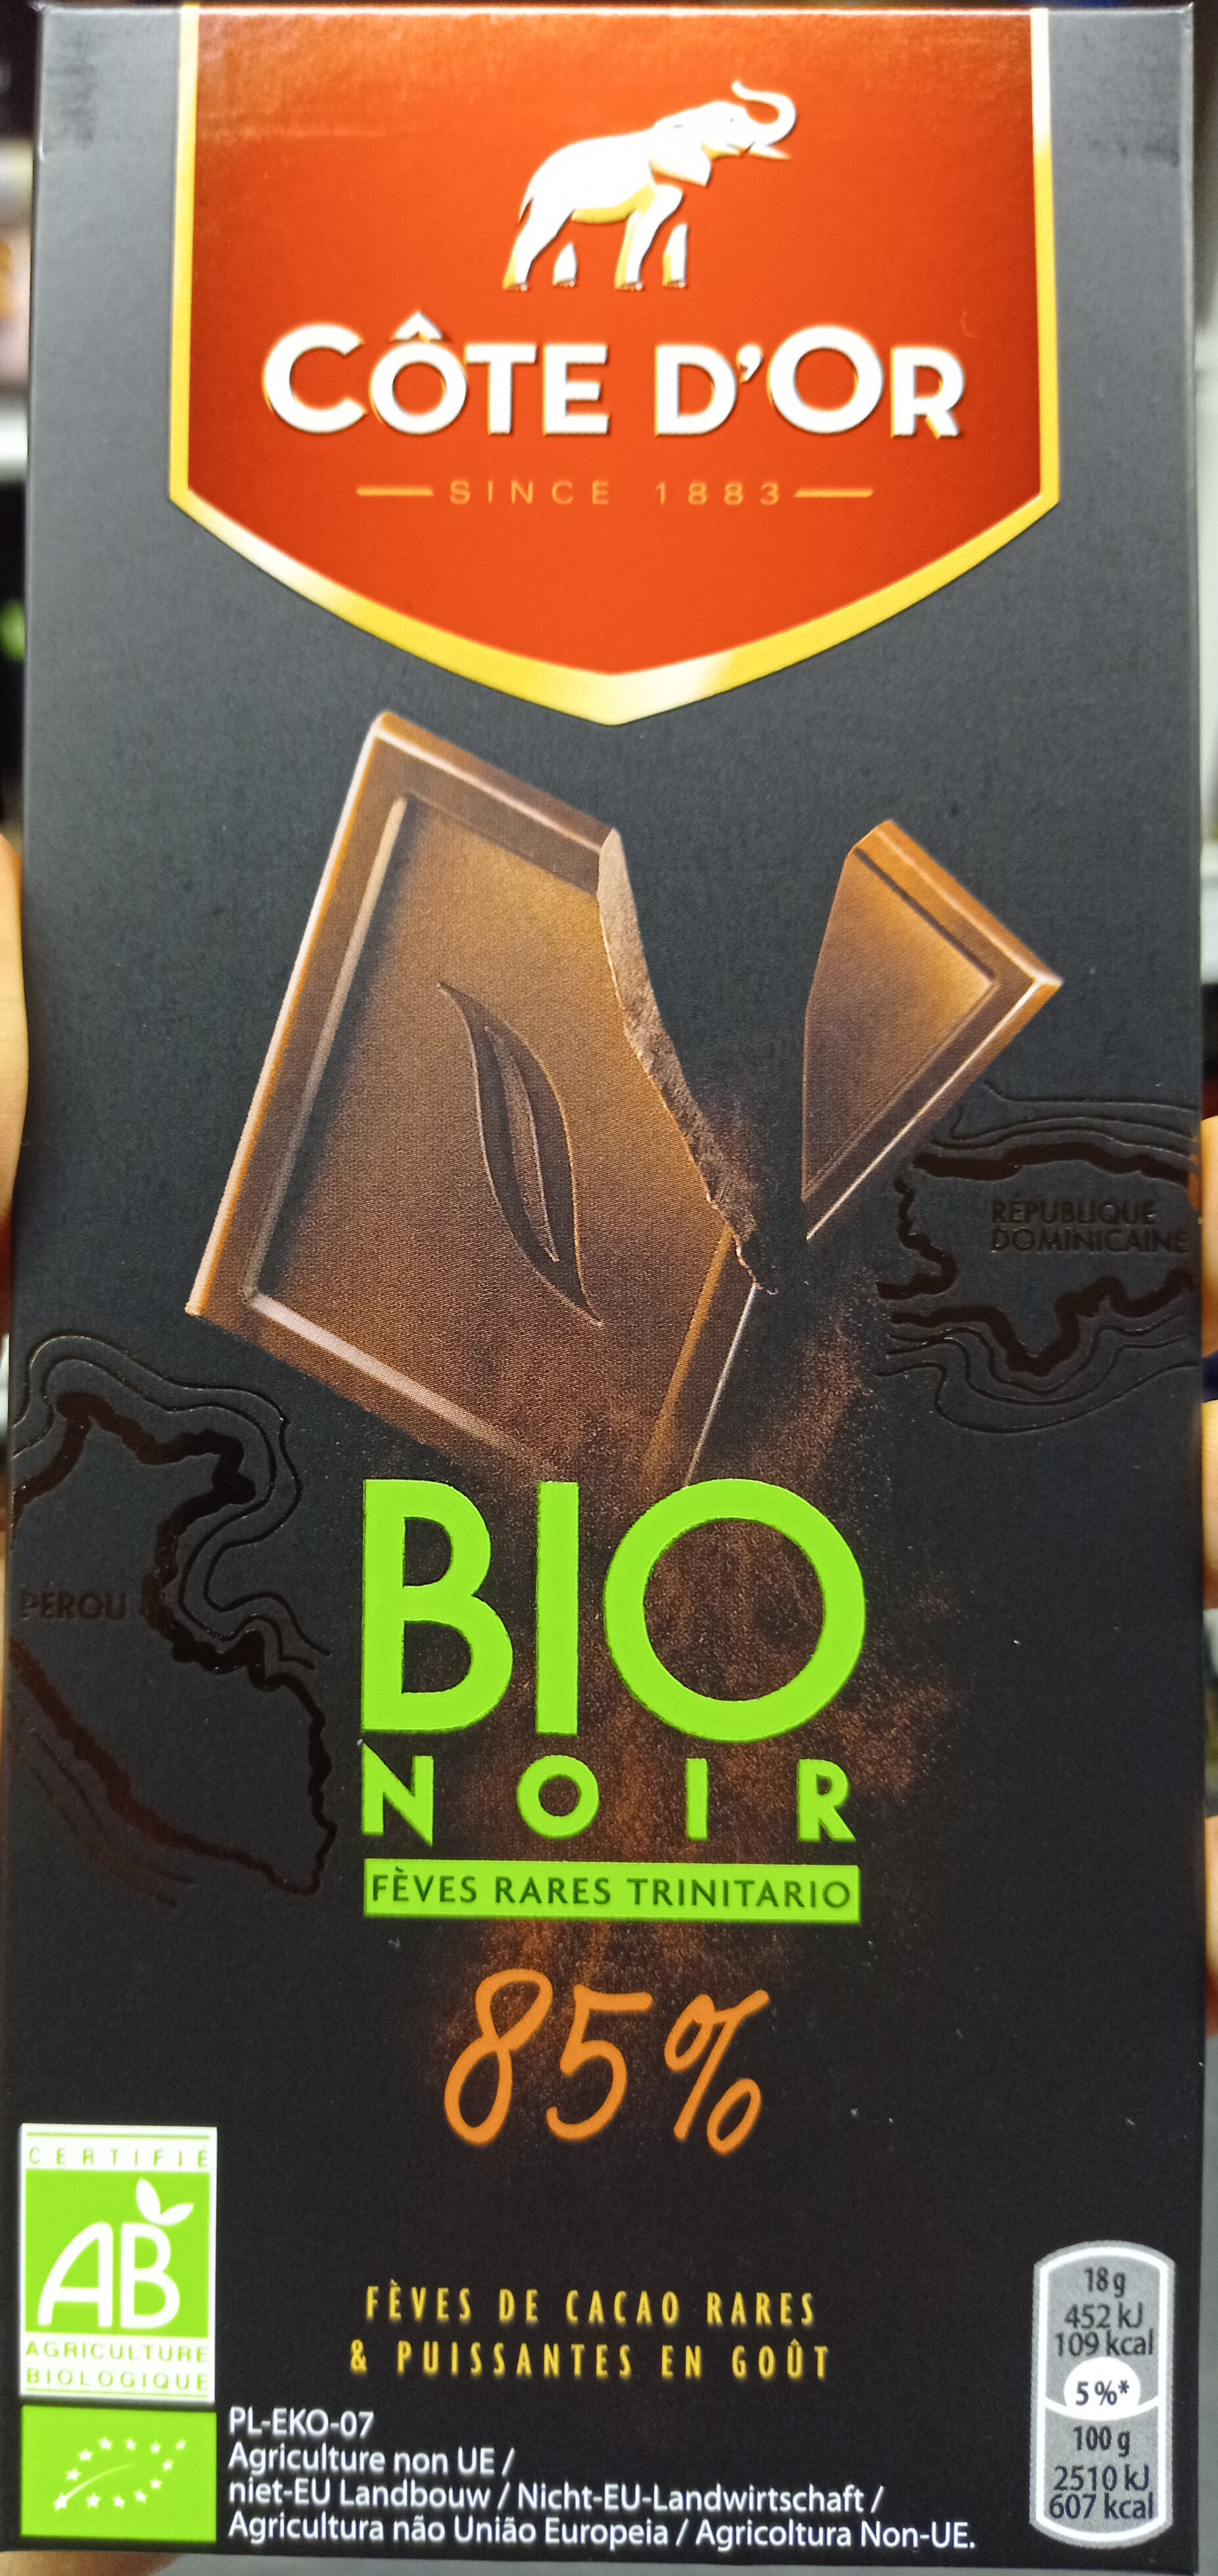 CÔTE D'OR
SINCE 1883
RÉPUBLIQUE
DOMINICAINE
PÉROU
BIO
NOIR
FÈVES RARES TRINITARIO
85%
CERTIFIÉ
AB
AGRICULTURE
BIOLOGIQUE
FÈVES DE CACAO RARES
& PUISSANTES EN GOÛT
18 g
452 kJ
109 kcal
5 %*
100 g
2510 kJ
607 kcal
PL-EKO-07
Agriculture non UE /
niet-EU Landbouw / Nicht-EU-Landwirtschaft /
Agricultura não União Europeia / Agricoltura Non-UE.